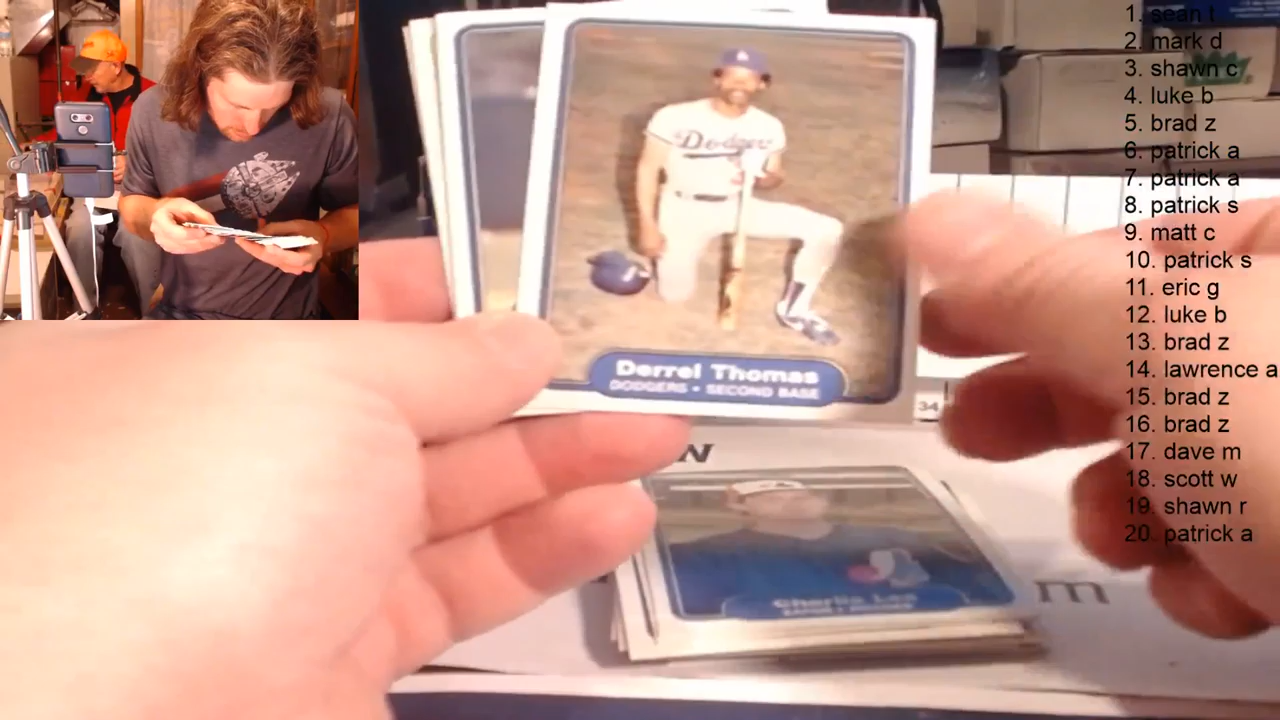 Dodgers
Derrel Thomas
DODGERS • SECOND BASE
34
Charlie Lea
1. sean t
2. mark d
3. shawn c
4. luke b
5. brad z
6. patrick a
7. patrick a
8. patrick s
9. matt c
10. patrick s
11. eric g
12. luke b
13. brad z
14. lawrence a
15. brad z
16. brad z
17. dave m
18. scott w
19. shawn r
20. patrick a